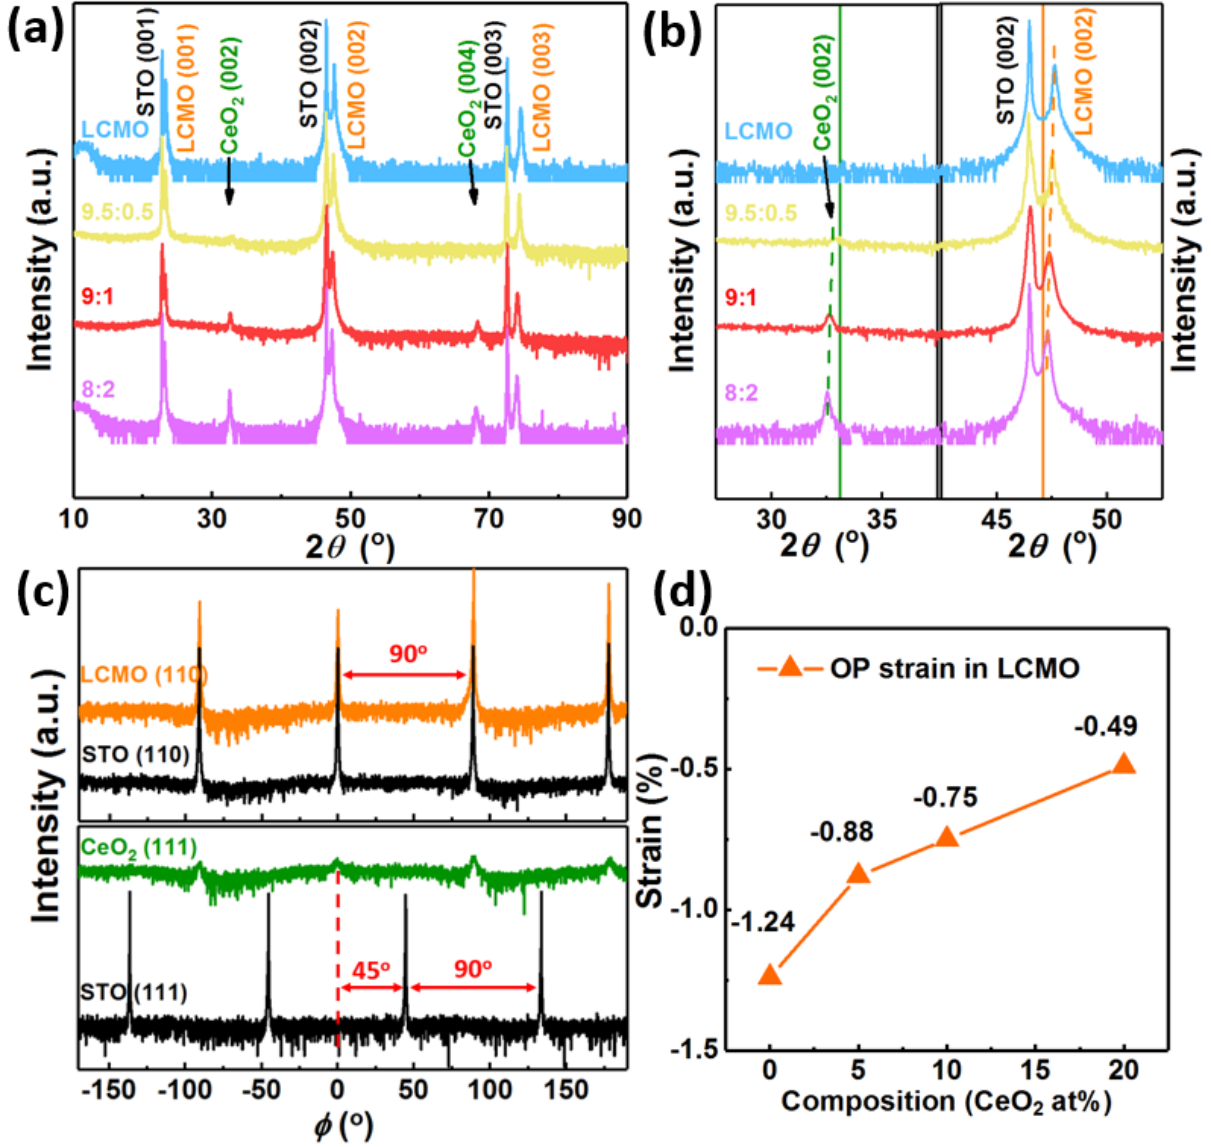 (a)
STO (001)
LCMO (001)
CeO₂ (002)
STO (002)
LCMO (002)
CeO₂ (004)
STO (003)
LCMO (003)
LCMO
9.5:0.5
9:1
8:2
Intensity (a.u.)
10 30 50 70 90
2θ (°)
(b)
CeO₂ (002)
STO (002)
LCMO (002)
LCMO
9.5:0.5
9:1
8:2
Intensity (a.u.)
Intensity (a.u.)
30 35 45 50
2θ (°) 2θ (°)
(c)
LCMO (110)
90°
STO (110)
CeO₂ (111)
45° 90°
STO (111)
Intensity (a.u.)
-150 -100 -50 0 50 100 150
ϕ (°)
(d)
OP strain in LCMO
0.0
-0.5
-1.0
-1.5
-0.49
-0.75
-0.88
-1.24
Strain (%)
0 5 10 15 20
Composition (CeO₂ at%)